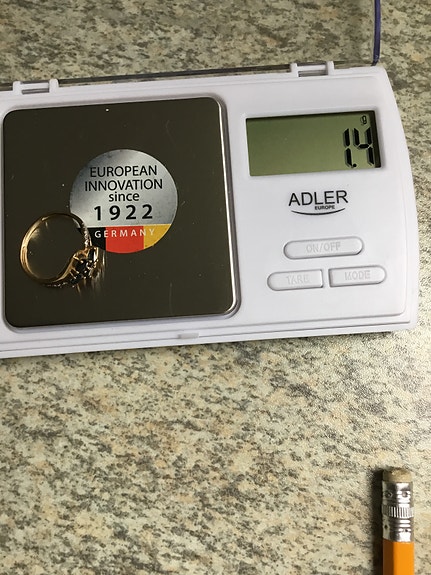 EUROPEAN
INNOVATION
since
1922
GERMANY
g
1.4
ADLER
EUROPE
ON/OFF
TARE
MODE